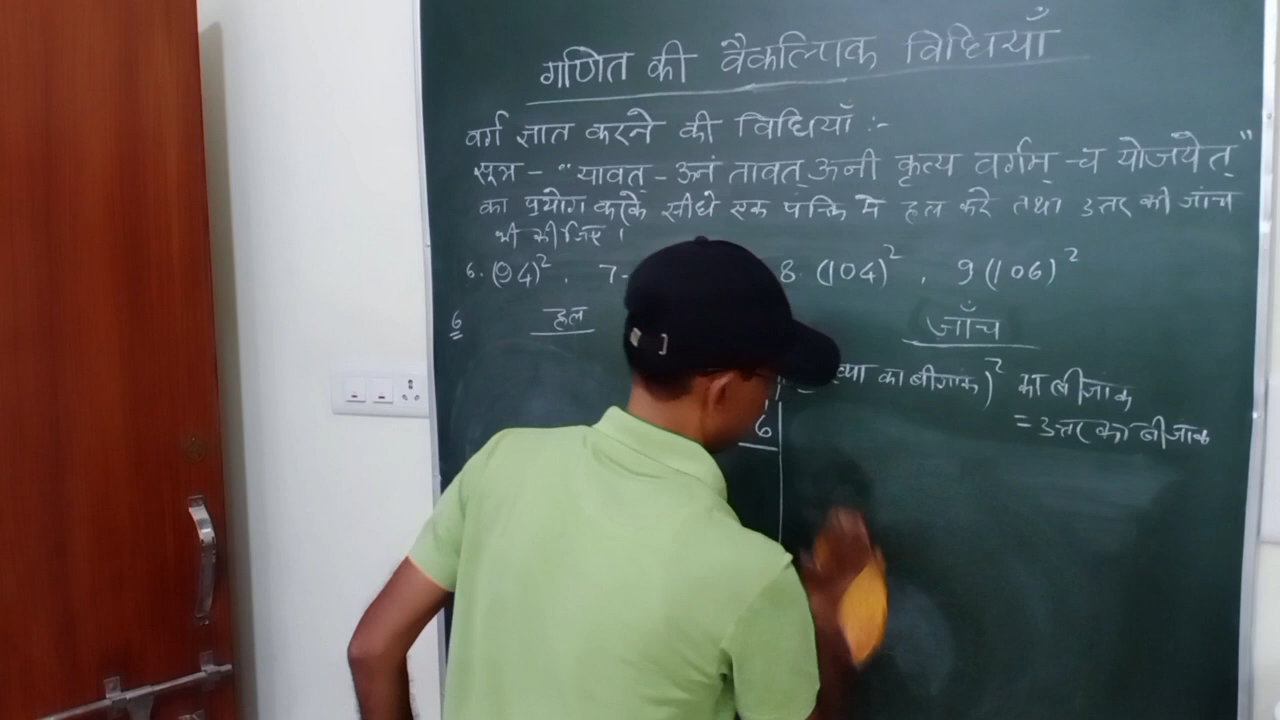 गणित की वैकल्पिक विधियाँ
वर्ग ज्ञात करने की विधियाँ :-
सूत्र - "यावत् - ऊनं तावत् ऊनी कृत्य वर्गम् - च योजयेत्"
का प्रयोग करके सीधे एक पंक्ति मे हल करे तथा उत्तर की जांच
भी कीजिए ।
6. (94)², 7- 8. (104)², 9 (106)²
6 हल जाँच
का बीजांक)² का बीजांक
6 = उत्तर का बीजांक